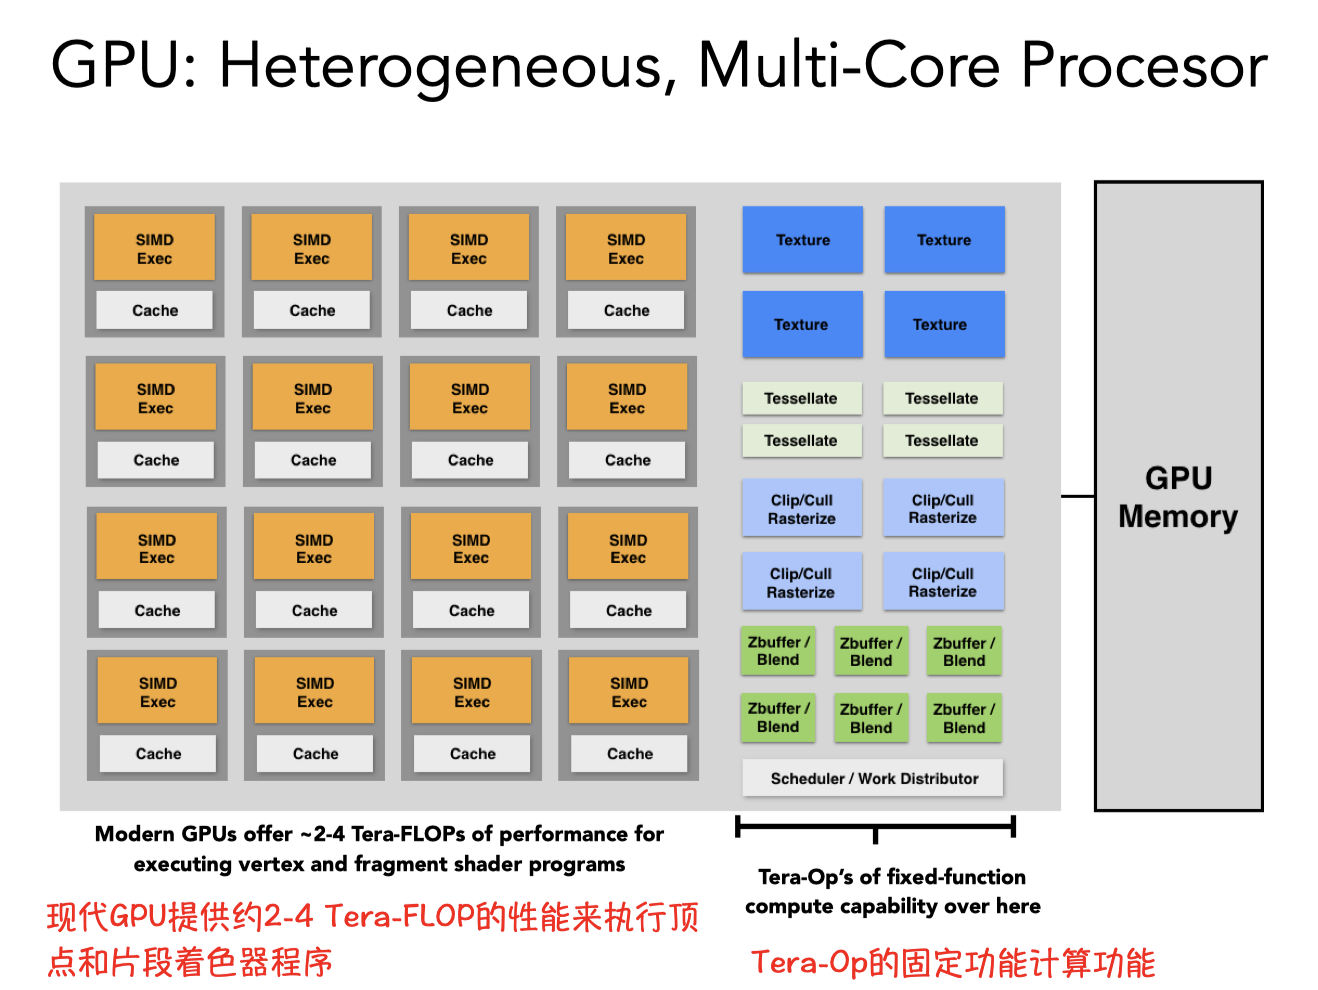 GPU: Heterogeneous, Multi-Core Procesor
SIMD
Exec
Cache
SIMD
Exec
Cache
SIMD
Exec
Cache
SIMD
Exec
Cache
SIMD
Exec
Cache
SIMD
Exec
Cache
SIMD
Exec
Cache
SIMD
Exec
Cache
SIMD
Exec
Cache
SIMD
Exec
Cache
SIMD
Exec
Cache
SIMD
Exec
Cache
SIMD
Exec
Cache
SIMD
Exec
Cache
SIMD
Exec
Cache
SIMD
Exec
Cache
Texture
Texture
Texture
Texture
Tessellate
Tessellate
Tessellate
Tessellate
Clip/Cull
Rasterize
Clip/Cull
Rasterize
Clip/Cull
Rasterize
Clip/Cull
Rasterize
Zbuffer /
Blend
Zbuffer /
Blend
Zbuffer /
Blend
Zbuffer /
Blend
Zbuffer /
Blend
Zbuffer /
Blend
Scheduler / Work Distributor
GPU
Memory
Modern GPUs offer ~2-4 Tera-FLOPs of performance for
executing vertex and fragment shader programs
现代GPU提供约2-4 Tera-FLOP的性能来执行顶
点和片段着色器程序
Tera-Op's of fixed-function
compute capability over here
Tera-Op的固定功能计算功能